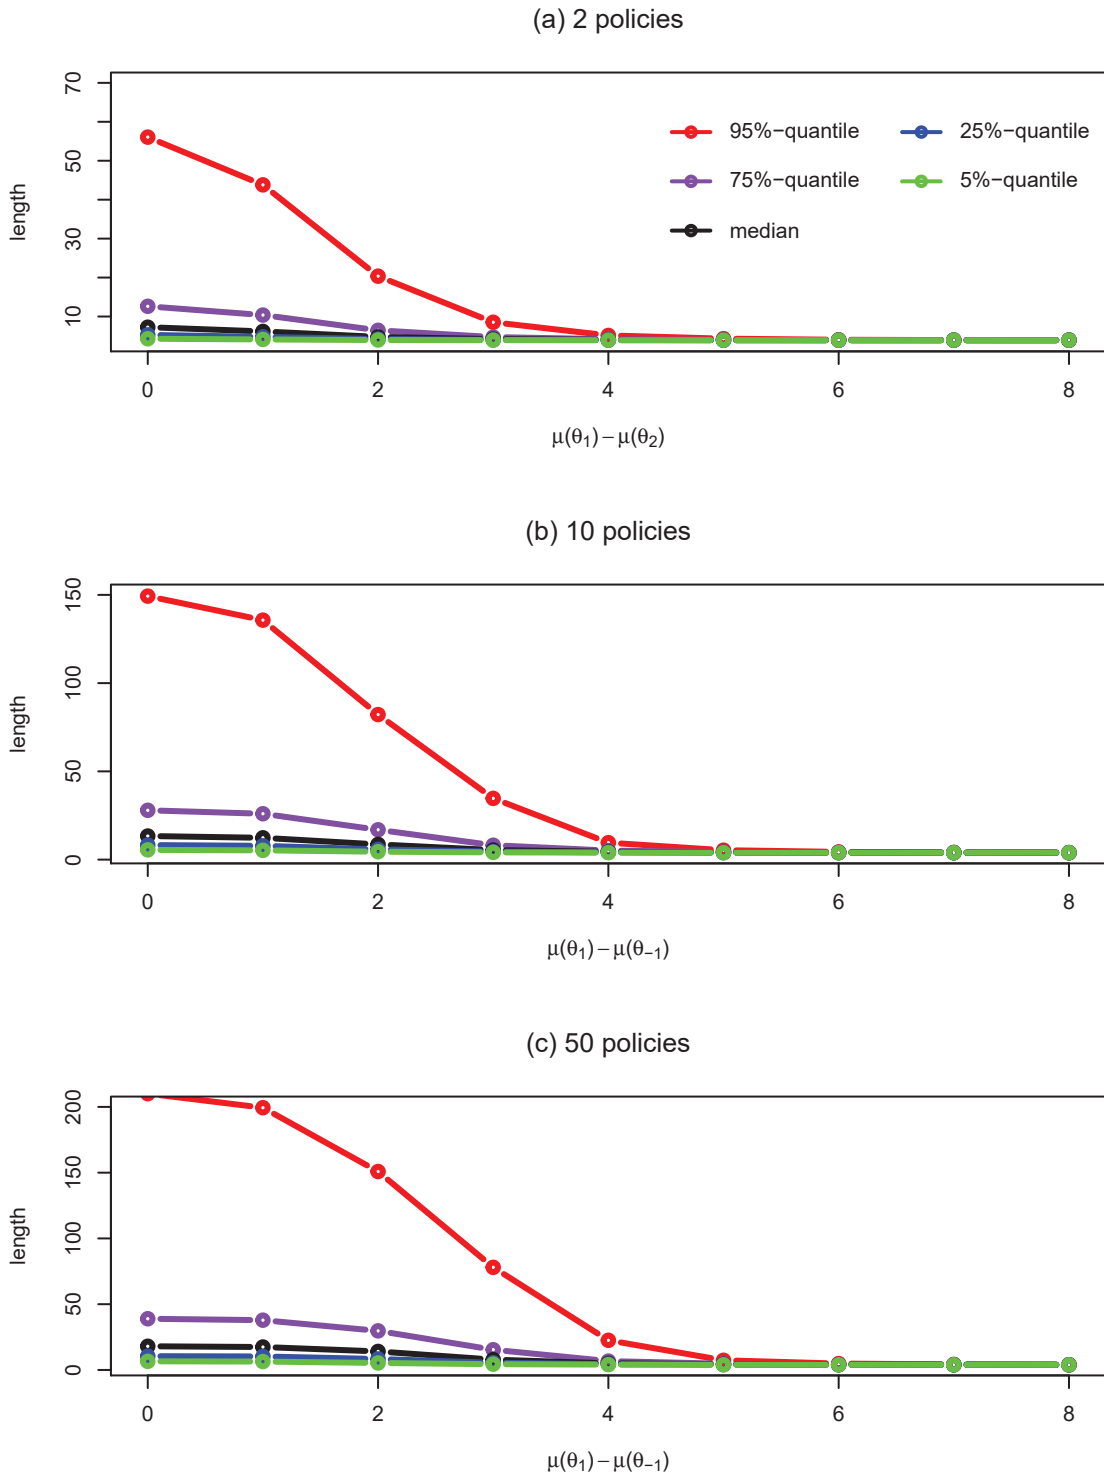 (a) 2 policies
70
50
30
10
length
95%−quantile
25%−quantile
75%−quantile
5%−quantile
median
0 2 4 6 8
μ(θ1) − μ(θ2)
(b) 10 policies
150
100
50
0
length
0 2 4 6 8
μ(θ1) − μ(θ−1)
(c) 50 policies
200
150
100
50
0
length
0 2 4 6 8
μ(θ1) − μ(θ−1)